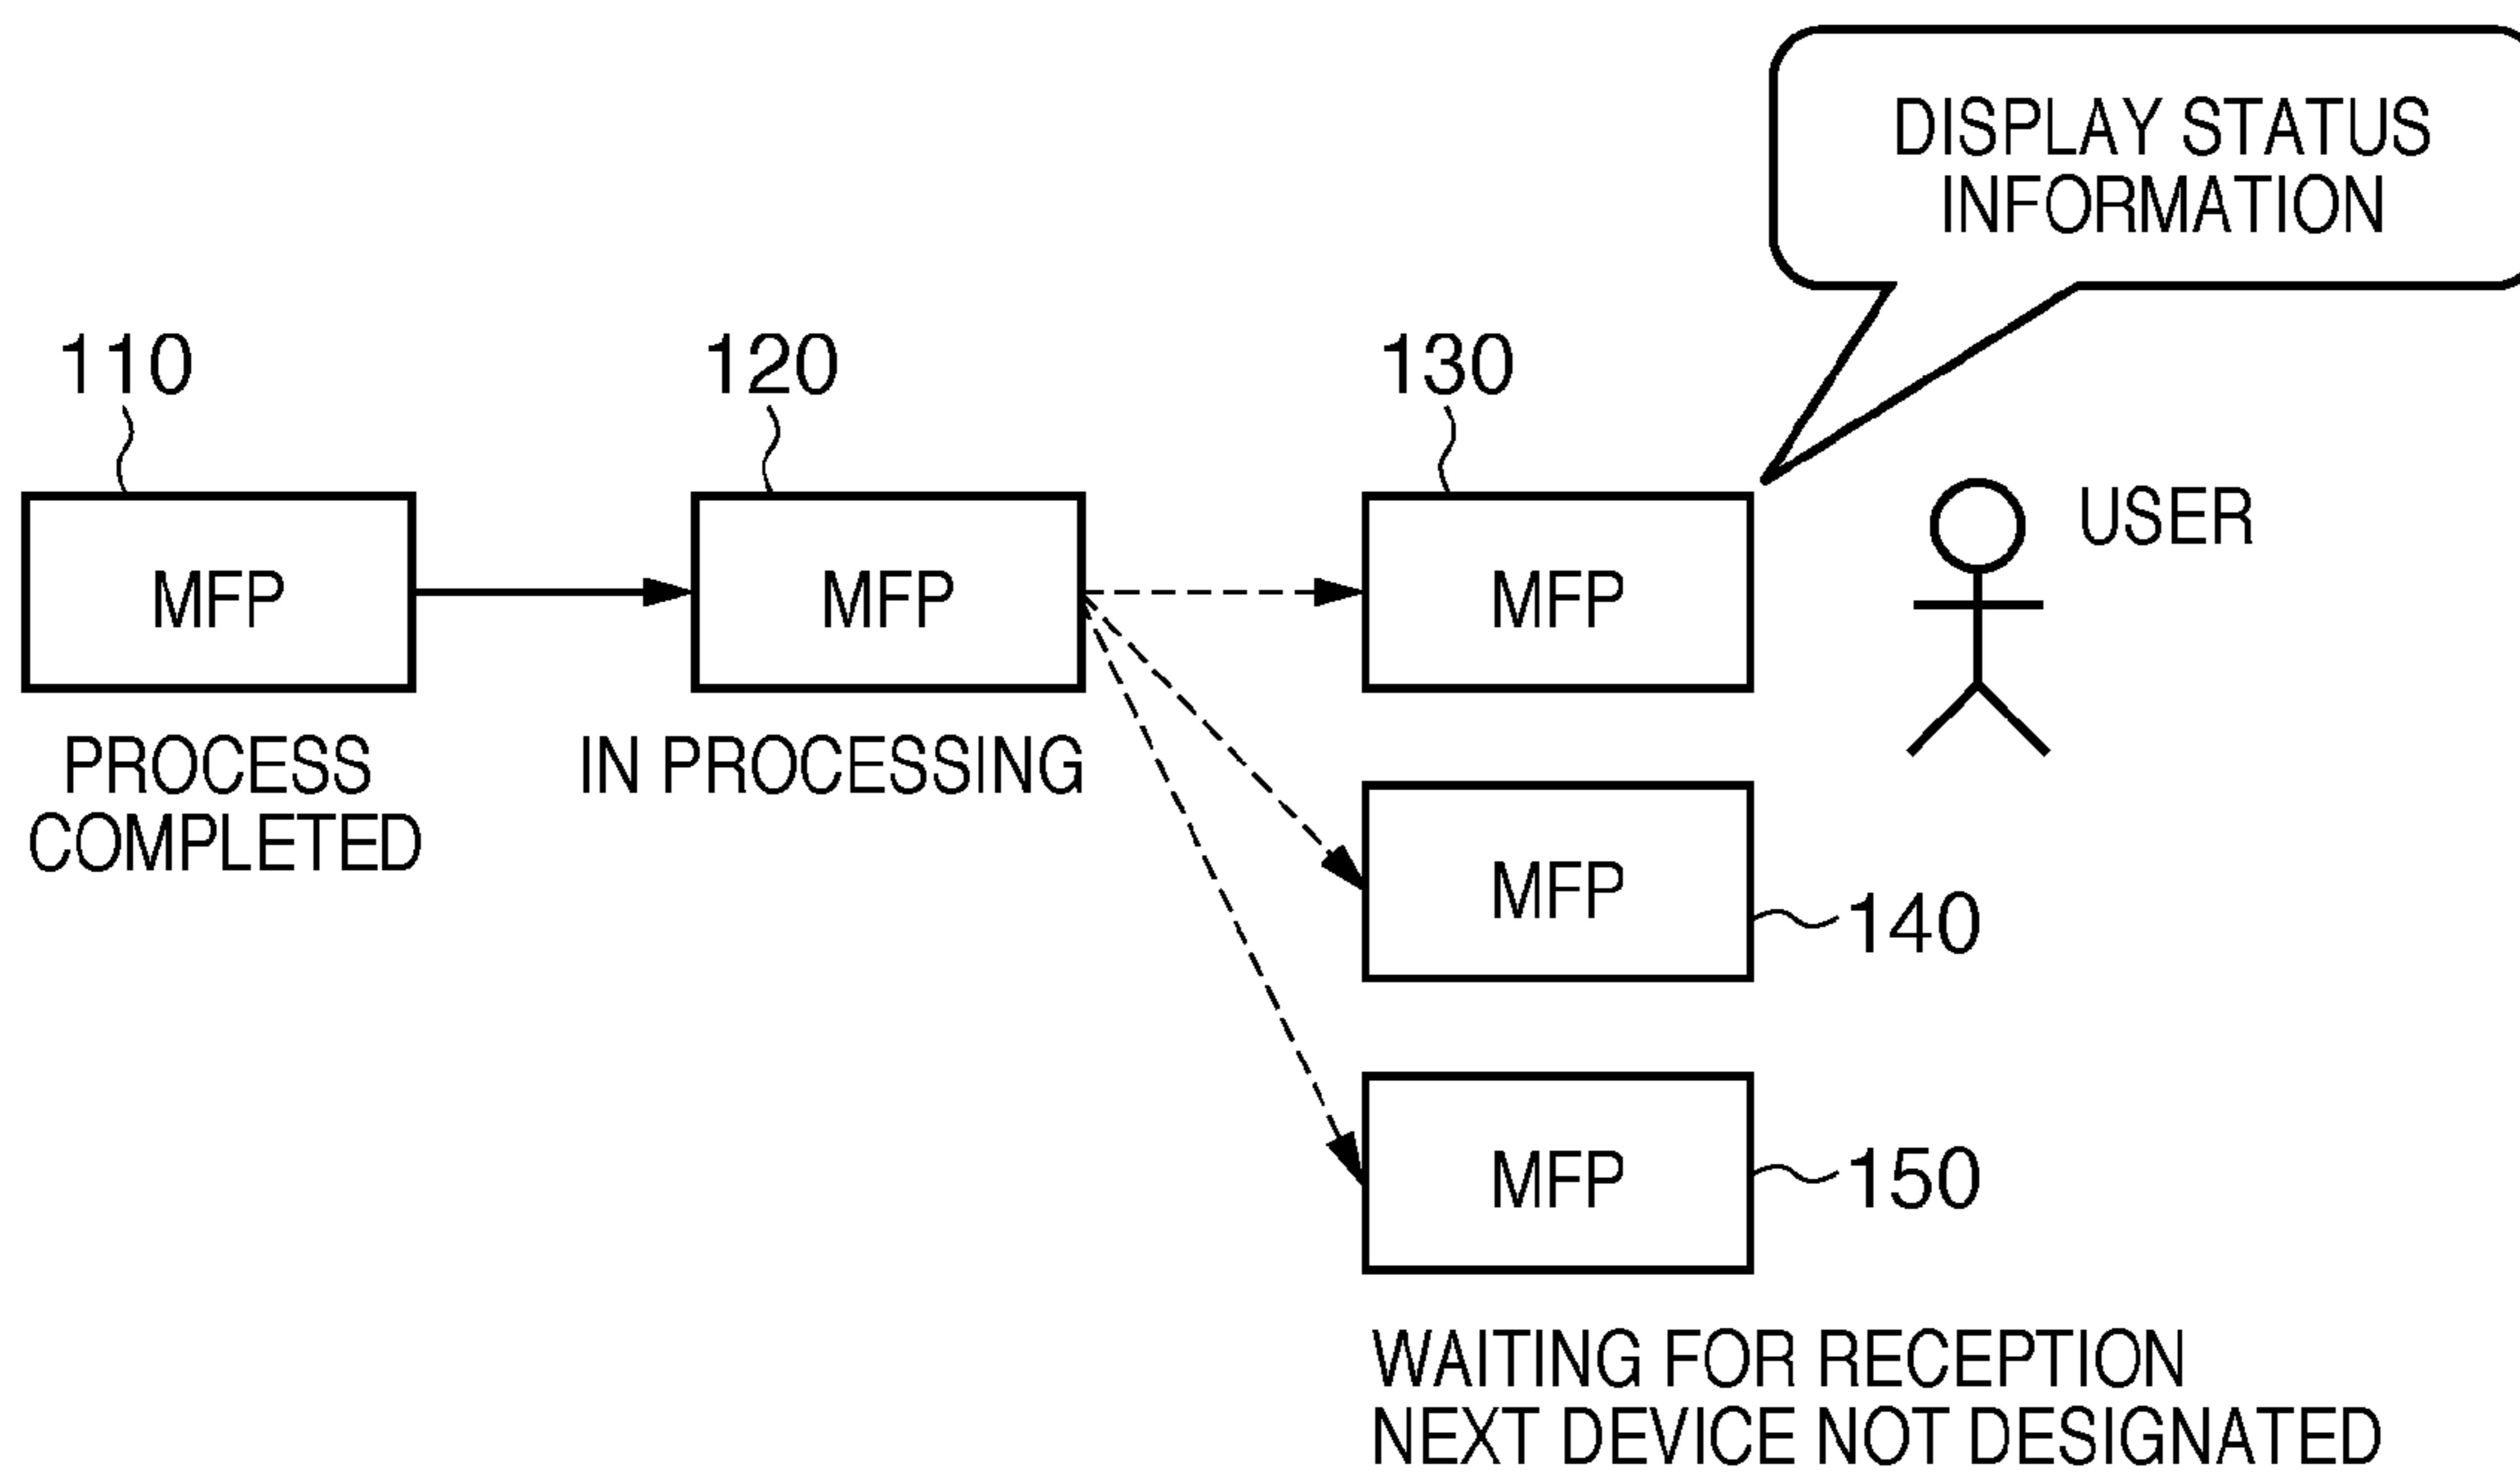 DISPLAY STATUS
INFORMATION
110
120
130
USER
MFP
MFP
MFP
PROCESS
COMPLETED
IN PROCESSING
MFP
140
MFP
150
WAITING FOR RECEPTION
NEXT DEVICE NOT DESIGNATED